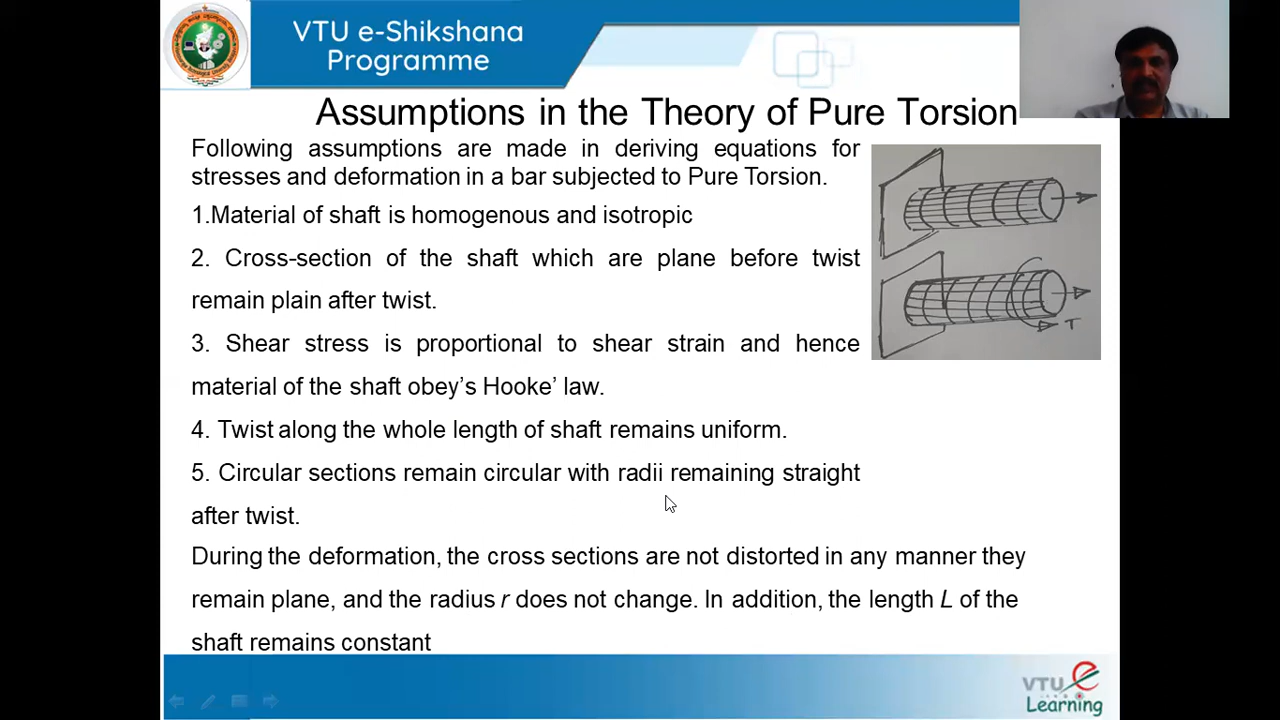 VTU e-Shikshana
Programme
Assumptions in the Theory of Pure Torsion
Following assumptions are made in deriving equations for
stresses and deformation in a bar subjected to Pure Torsion.
1.Material of shaft is homogenous and isotropic
2. Cross-section of the shaft which are plane before twist
remain plain after twist.
3. Shear stress is proportional to shear strain and hence
material of the shaft obey’s Hooke’ law.
4. Twist along the whole length of shaft remains uniform.
5. Circular sections remain circular with radii remaining straight
after twist.
During the deformation, the cross sections are not distorted in any manner they
remain plane, and the radius r does not change. In addition, the length L of the
shaft remains constant
T
VTU e
Learning